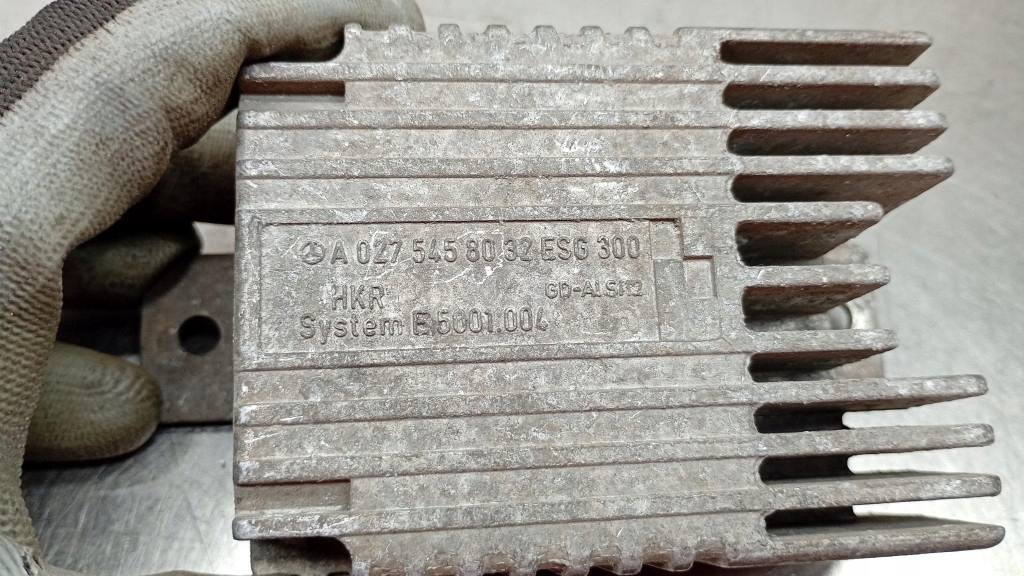 A 027 545 80 32 ESG 300
HKR GD-ALSI12
System E 5001.004